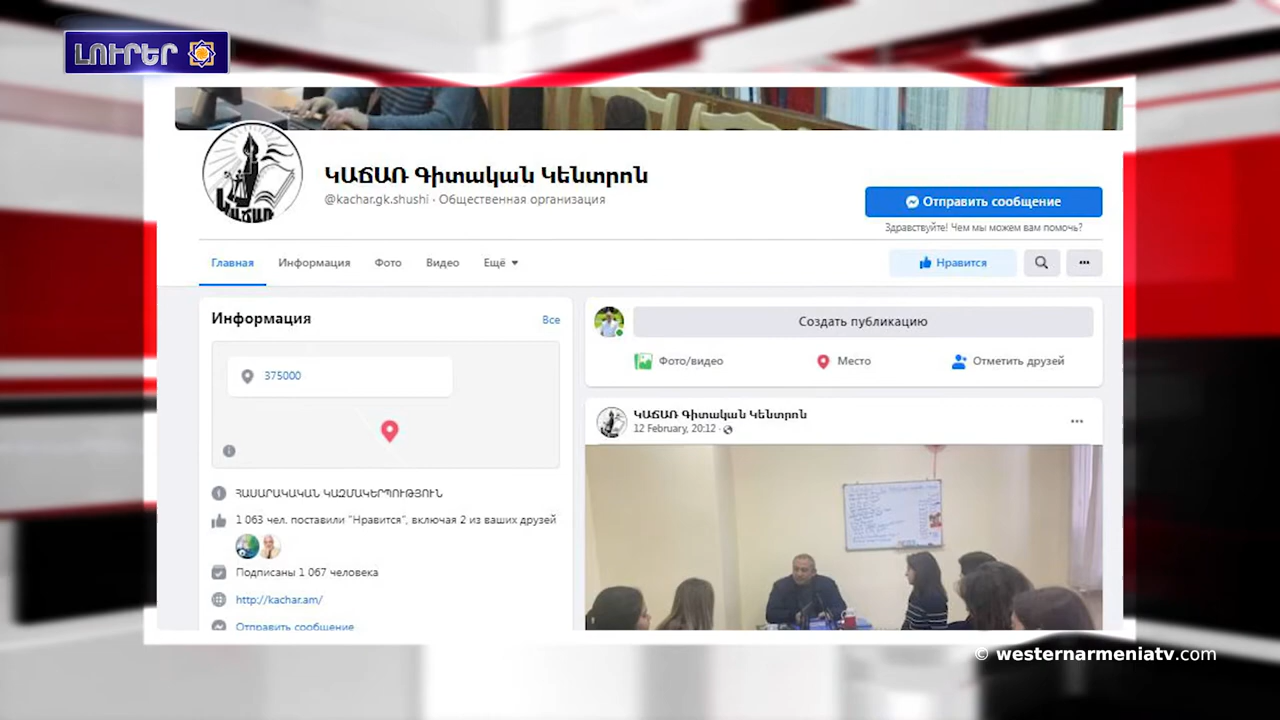 ԼՈՒՐԵՐ
ԿԱՃԱՌ
ԿԱՃԱՌ Գիտական Կենտրոն
@kachar.gk.shushi · Общественная организация
Отправить сообщение
Здравствуйте! Чем мы можем вам помочь?
Главная Информация Фото Видео Ещё
Нравится
Информация Все
375000
ՀԱՍԱՐԱԿԱԿԱՆ ԿԱԶՄԱԿԵՐՊՈՒԹՅՈՒՆ
1 063 чел. поставили "Нравится", включая 2 из ваших друзей
Подписаны 1 067 человека
http://kachar.am/
Отправить сообщение
Создать публикацию
Фото/видео Место Отметить друзей
ԿԱՃԱՌ Գիտական Կենտրոն
12 February, 20:12 ·
© westernarmeniatv.com